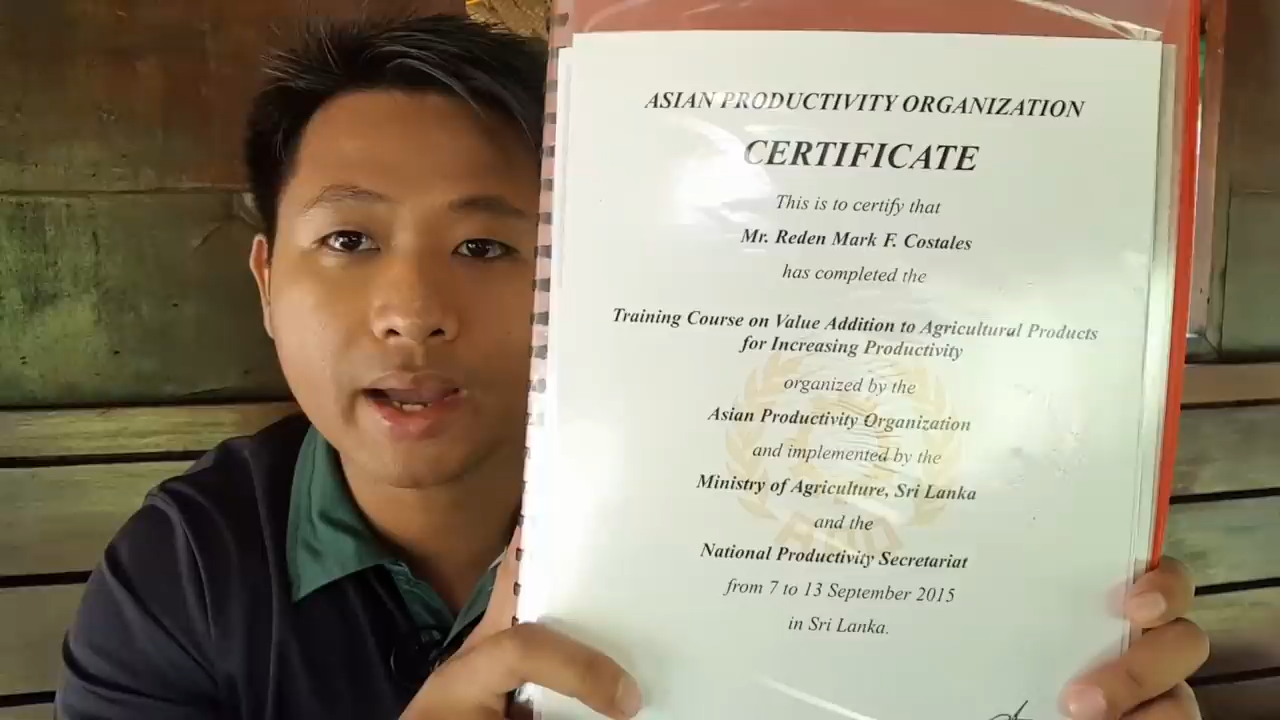 ASIAN PRODUCTIVITY ORGANIZATION
CERTIFICATE
This is to certify that
Mr. Reden Mark F. Costales
has completed the
Training Course on Value Addition to Agricultural Products
for Increasing Productivity
organized by the
Asian Productivity Organization
and implemented by the
Ministry of Agriculture, Sri Lanka
and the
National Productivity Secretariat
from 7 to 13 September 2015
in Sri Lanka.